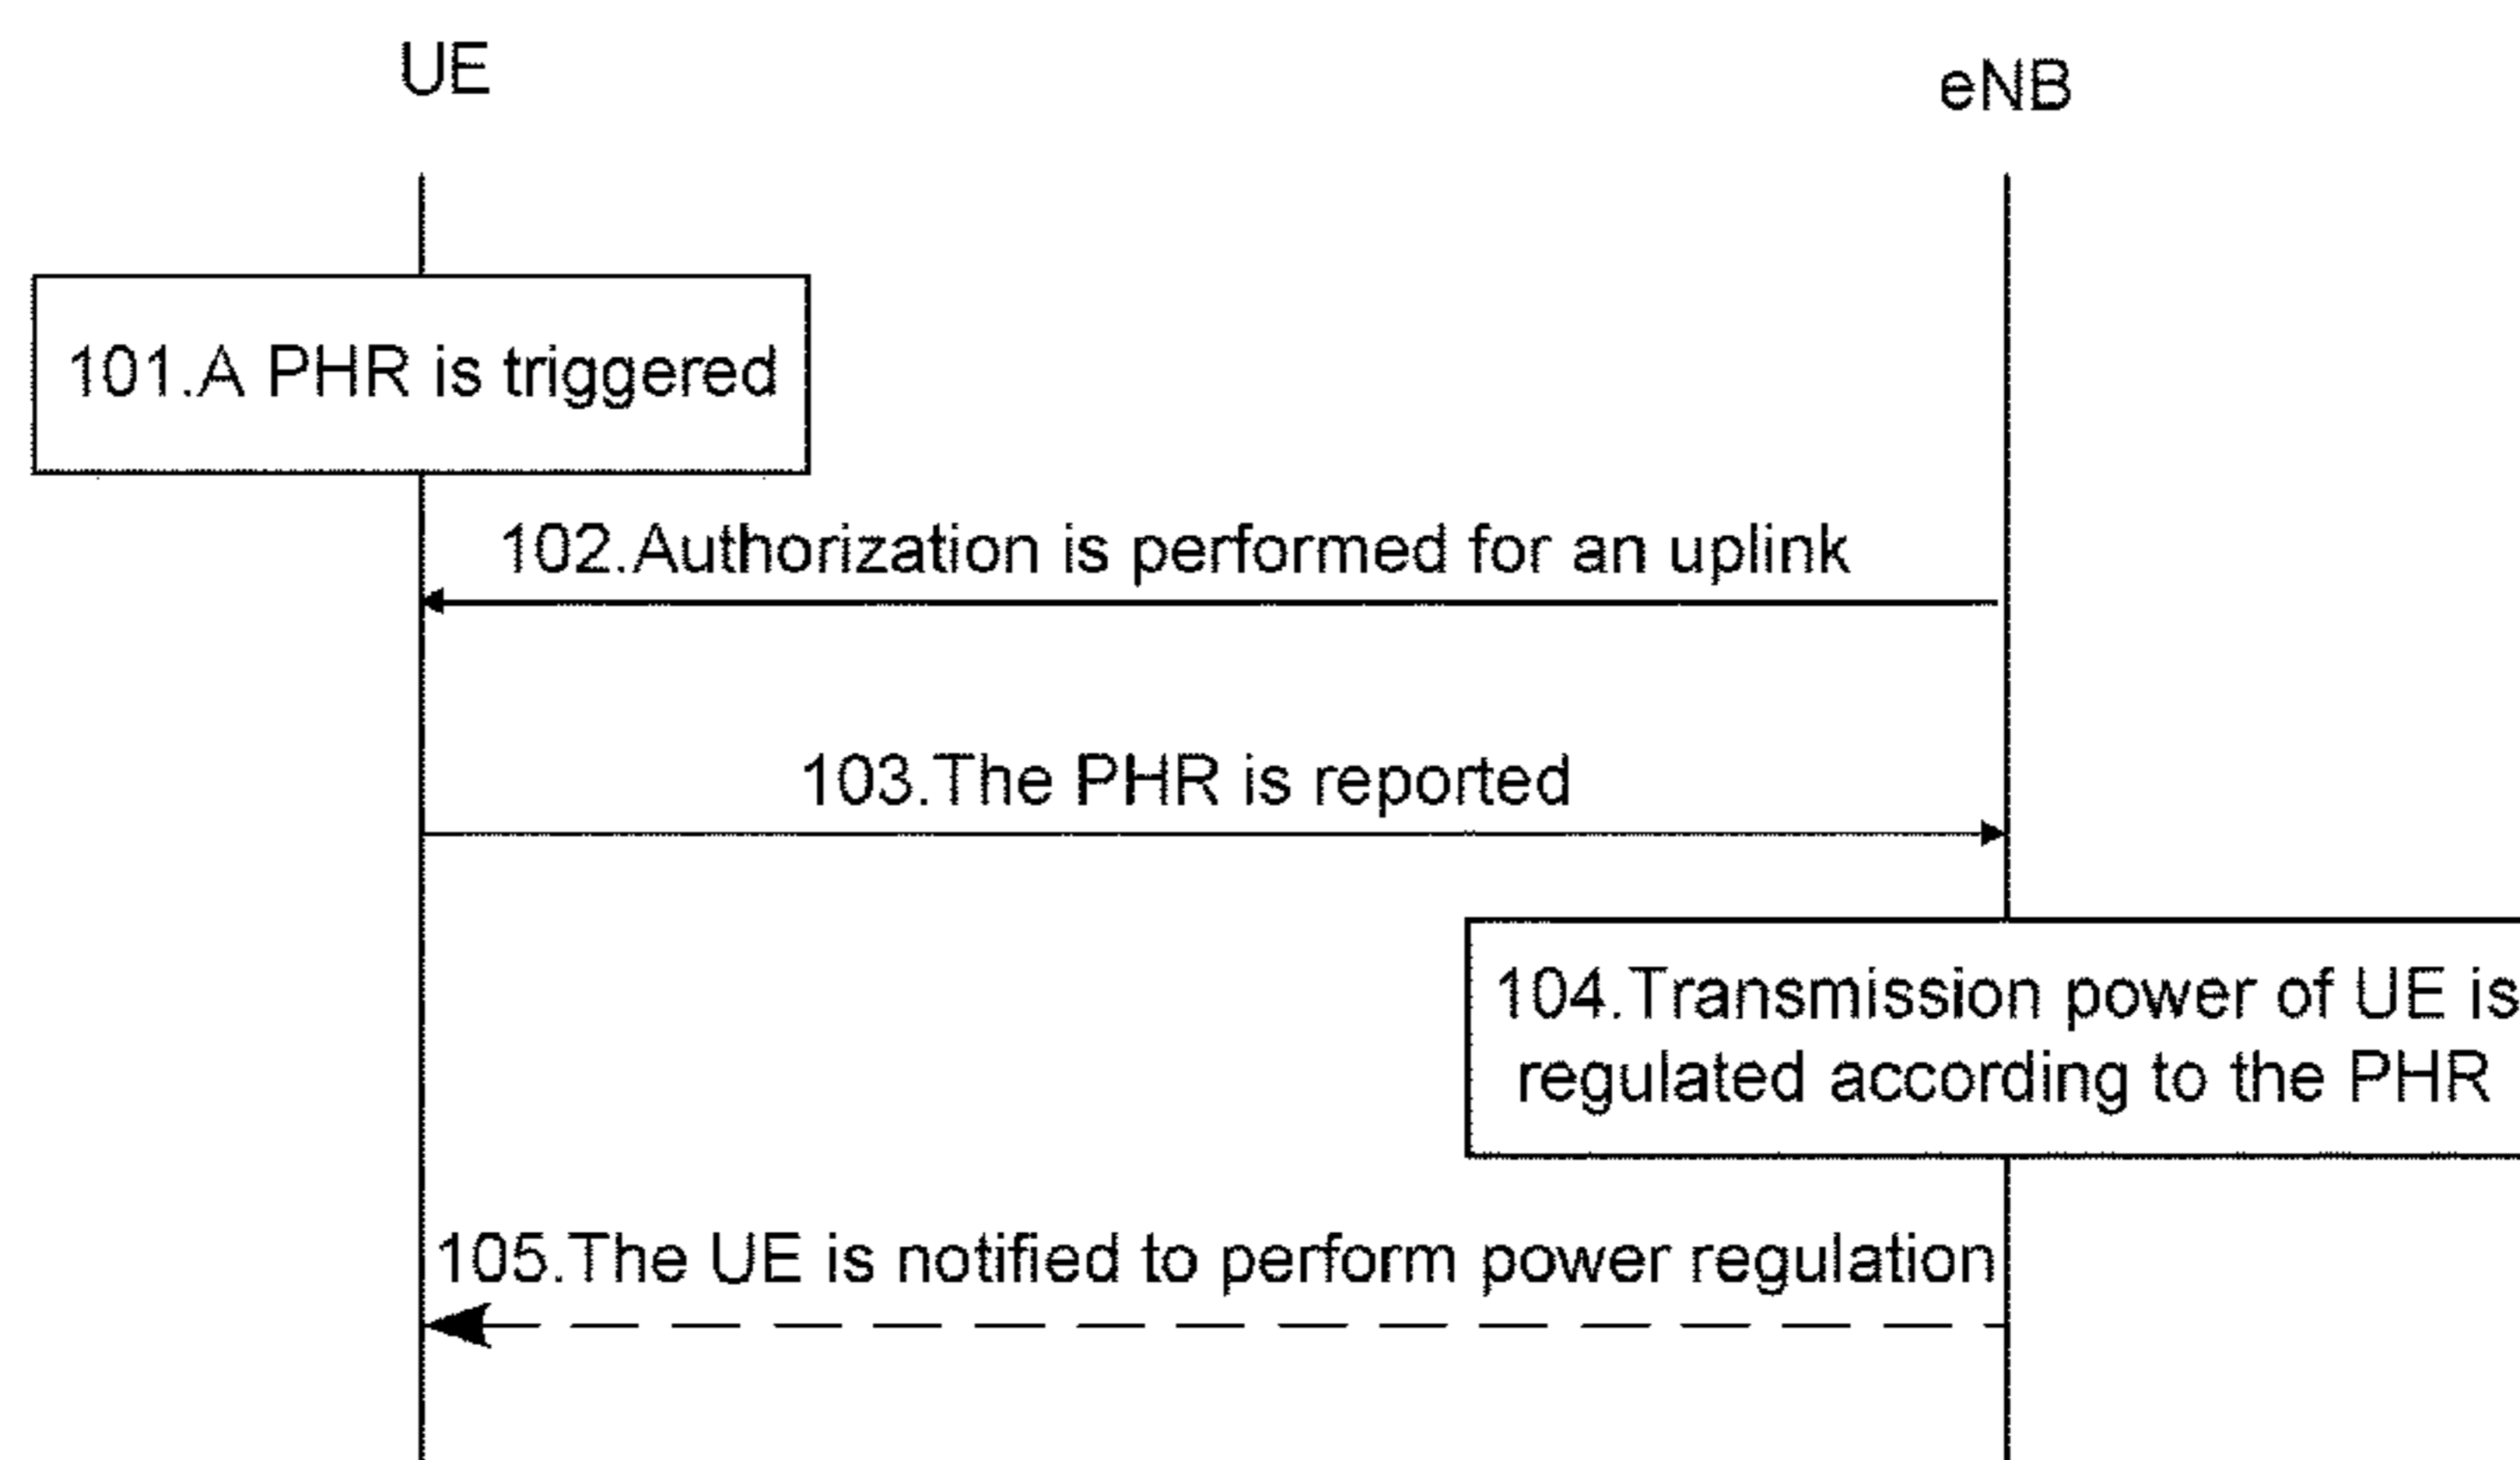 UE
eNB
101.A PHR is triggered
102.Authorization is performed for an uplink
103.The PHR is reported
104.Transmission power of UE is
regulated according to the PHR
105.The UE is notified to perform power regulation